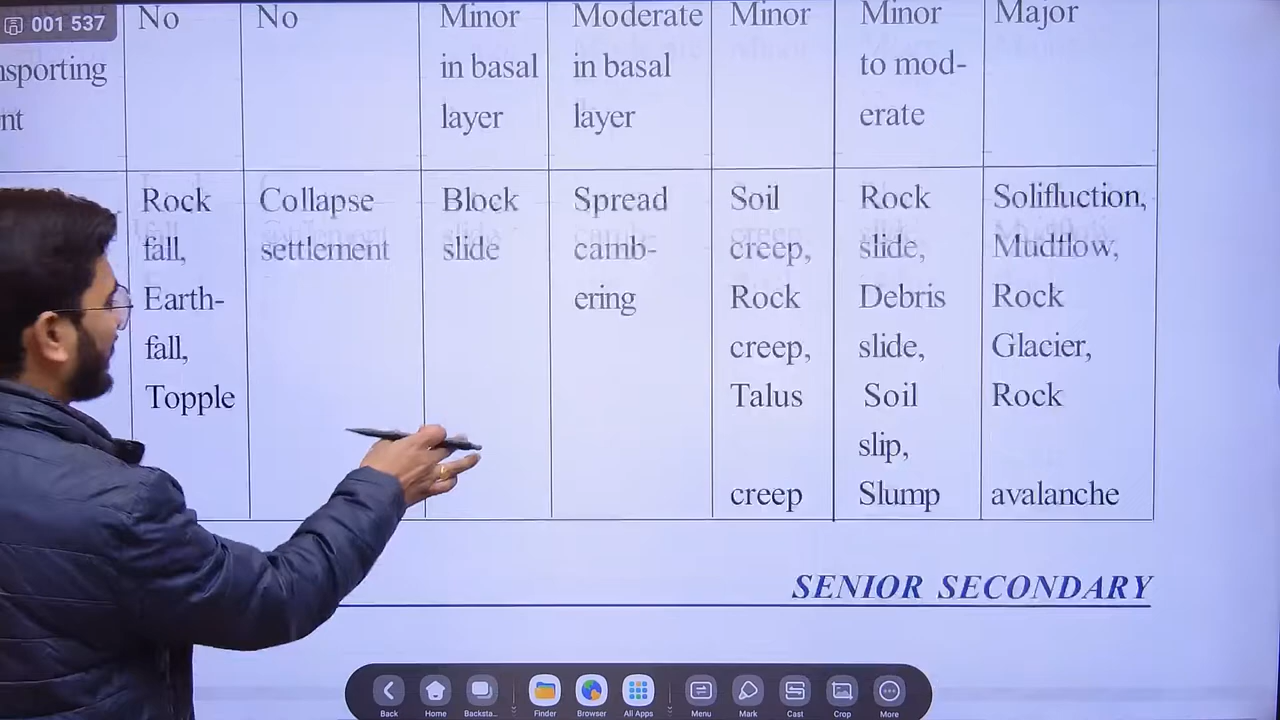 001 537
No
No
Minor
in basal
layer
Moderate
in basal
layer
Minor
Minor
to mod-
erate
Major
nsporting
nt
Rock
fall,
Earth-
fall,
Topple
Collapse
settlement
Block
slide
Spread
camb-
ering
Soil
creep,
Rock
creep,
Talus
creep
Rock
slide,
Debris
slide,
Soil
slip,
Slump
Solifluction,
Mudflow,
Rock
Glacier,
Rock
avalanche
SENIOR SECONDARY
Back
Home
Backsta...
Finder
Browser
All Apps
Menu
Mark
Cast
Crop
More